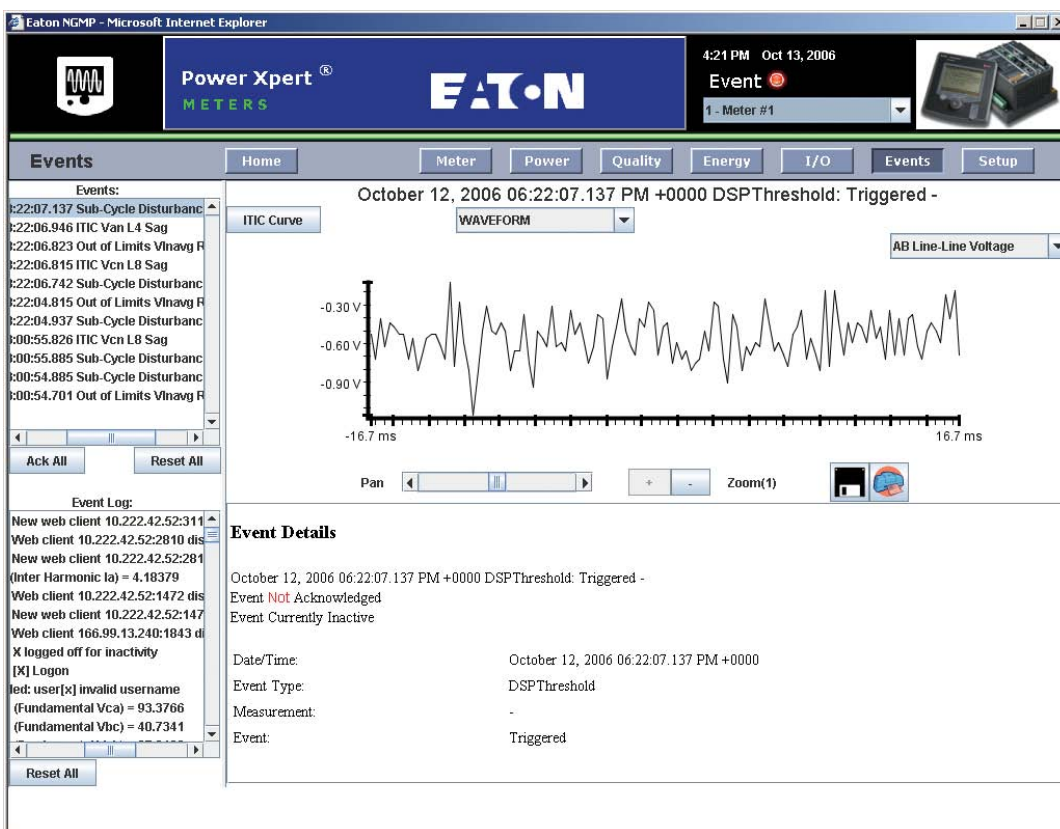 Eaton NGMP - Microsoft Internet Explorer
Power Xpert ®
METERS
EATON
4:21 PM Oct 13, 2006
Event
1 - Meter #1
Events
Home
Meter
Power
Quality
Energy
I/O
Events
Setup
Events:
:22:07.137 Sub-Cycle Disturbanc
:22:06.946 ITIC Van L4 Sag
:22:06.823 Out of Limits Vlnavg R
:22:06.815 ITIC Vcn L8 Sag
:22:06.742 Sub-Cycle Disturbanc
:22:04.815 Out of Limits Vlnavg R
:22:04.937 Sub-Cycle Disturbanc
:00:55.826 ITIC Vcn L8 Sag
:00:55.885 Sub-Cycle Disturbanc
:00:54.885 Sub-Cycle Disturbanc
:00:54.701 Out of Limits Vlnavg R
Ack All
Reset All
Event Log:
New web client 10.222.42.52:311
Web client 10.222.42.52:2810 dis
New web client 10.222.42.52:281
(Inter Harmonic Ia) = 4.18379
Web client 10.222.42.52:1472 dis
New web client 10.222.42.52:147
Web client 166.99.13.240:1843 di
X logged off for inactivity
[X] Logon
led: user[x] invalid username
(Fundamental Vca) = 93.3766
(Fundamental Vbc) = 40.7341
Reset All
October 12, 2006 06:22:07.137 PM +0000 DSPThreshold: Triggered -
ITIC Curve
WAVEFORM
AB Line-Line Voltage
-0.30 V
-0.60 V
-0.90 V
-16.7 ms
16.7 ms
Pan
+
-
Zoom(1)
Event Details
October 12, 2006 06:22:07.137 PM +0000 DSPThreshold: Triggered -
Event Not Acknowledged
Event Currently Inactive
Date/Time: October 12, 2006 06:22:07.137 PM +0000
Event Type: DSPThreshold
Measurement: -
Event: Triggered